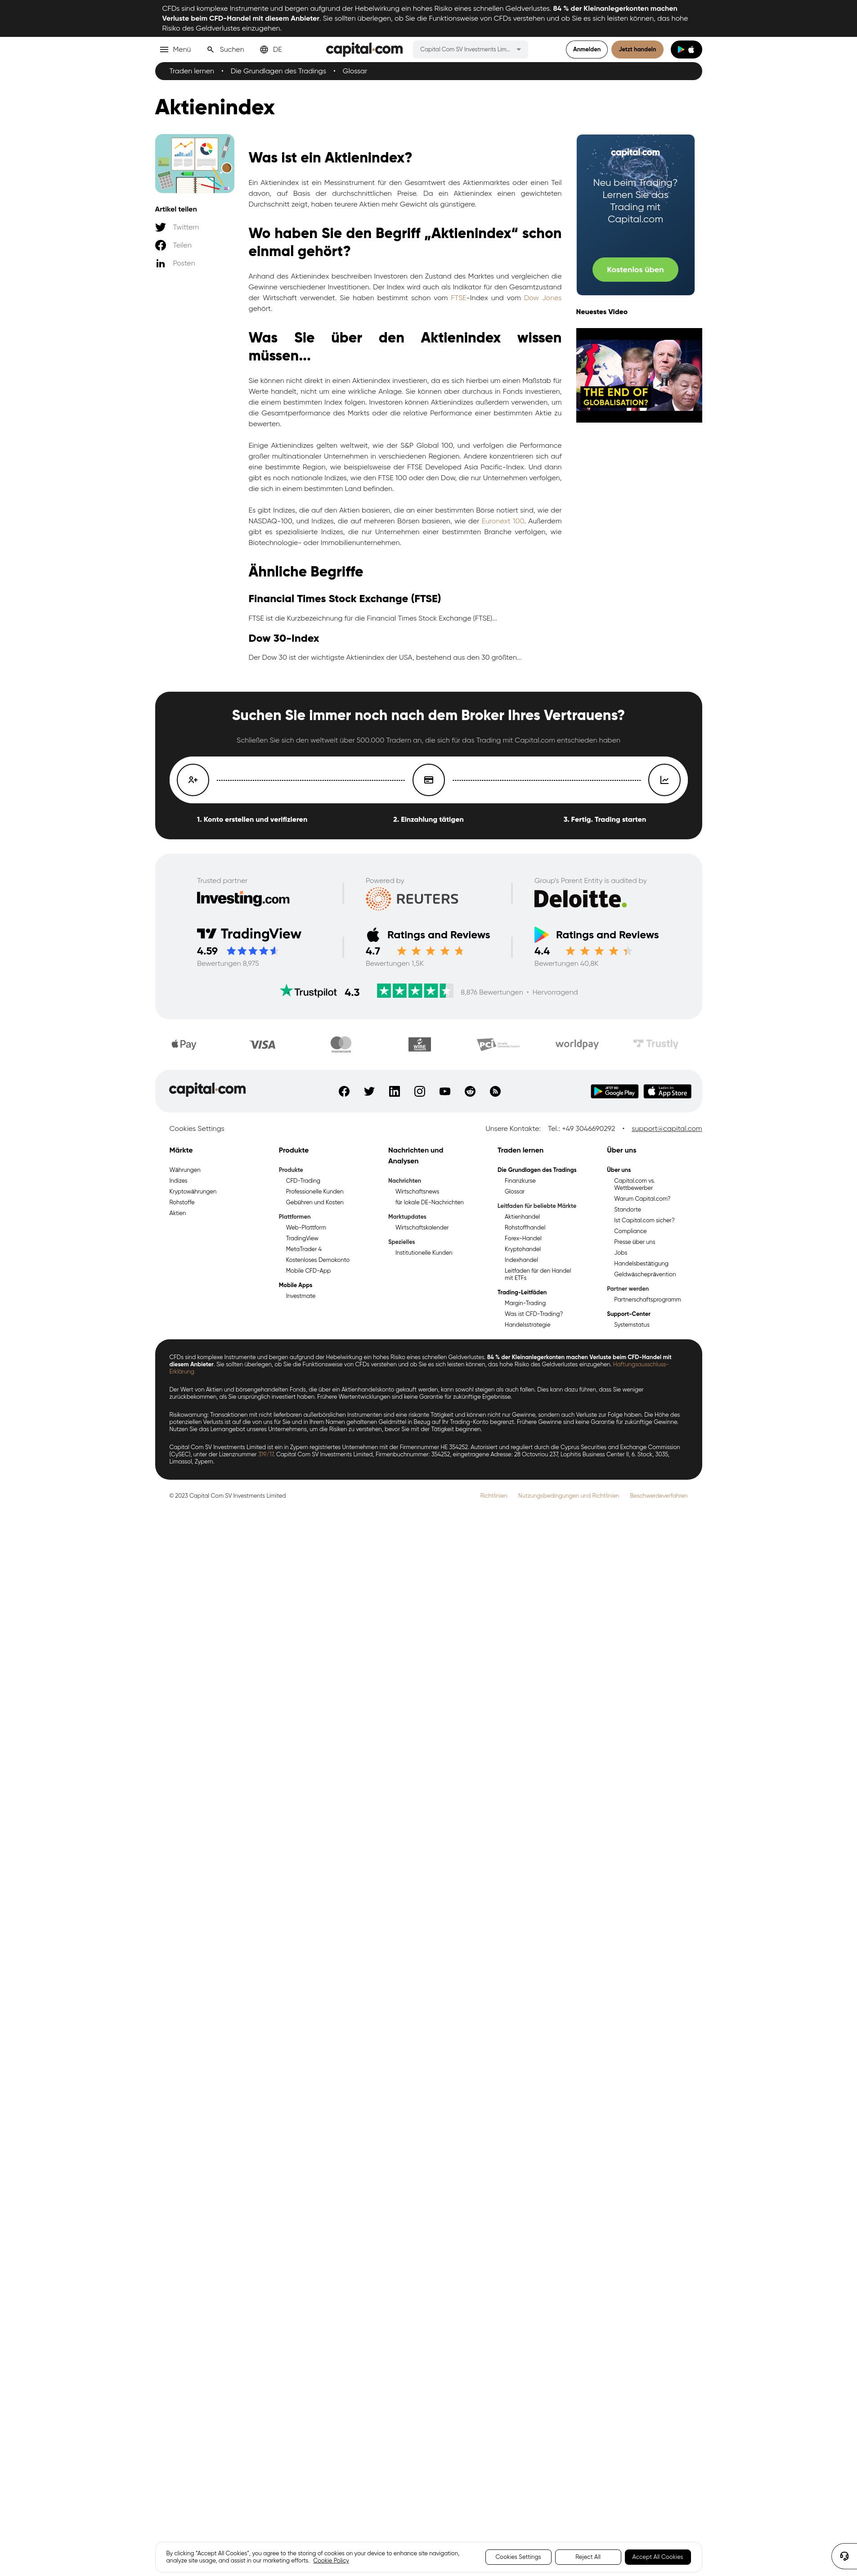 CFDs sind komplexe Instrumente und bergen aufgrund der Hebelwirkung ein hohes Risiko eines schnellen Geldverlustes. 84 % der Kleinanlegerkonten machen
Verluste beim CFD-Handel mit diesem Anbieter. Sie sollten überlegen, ob Sie die Funktionsweise von CFDs verstehen und ob Sie es sich leisten können, das hohe
Risiko des Geldverlustes einzugehen.
Menü
Suchen
DE
capital.com
Capital Com SV Investments Lim...
Anmelden
Jetzt handeln
Traden lernen • Die Grundlagen des Tradings • Glossar
Aktienindex
Artikel teilen
Twittern
Teilen
Posten
Was ist ein Aktienindex?
Ein Aktienindex ist ein Messinstrument für den Gesamtwert des Aktienmarktes oder einen Teil
davon, auf Basis der durchschnittlichen Preise. Da ein Aktienindex einen gewichteten
Durchschnitt zeigt, haben teurere Aktien mehr Gewicht als günstigere.
Wo haben Sie den Begriff „Aktienindex“ schon
einmal gehört?
Anhand des Aktienindex beschreiben Investoren den Zustand des Marktes und vergleichen die
Gewinne verschiedener Institutionen. Der Index wird auch als Indikator für den Gesamtzustand
der Wirtschaft verwendet. Sie haben bestimmt schon vom FTSE-Index und vom Dow Jones
gehört.
Was Sie über den Aktienindex wissen
müssen...
Sie können nicht direkt in einen Aktienindex investieren, da es sich hierbei um einen Maßstab für
Werte handelt, nicht um eine wirkliche Anlage. Sie können aber durchaus in Fonds investieren,
die einem bestimmten Index folgen. Investoren können Aktienindizes außerdem verwenden, um
die Gesamtperformance des Markts oder die relative Performance einer bestimmten Aktie zu
bewerten.
Einige Aktienindizes gelten weltweit, wie der S&P Global 100, und verfolgen die Performance
großer multinationaler Unternehmen in verschiedenen Regionen. Andere konzentrieren sich auf
eine bestimmte Region, wie beispielsweise der FTSE Developed Asia Pacific-Index. Und dann
gibt es noch nationale Indizes, wie den FTSE 100 oder den Dow, die nur Unternehmen verfolgen,
die sich in einem bestimmten Land befinden.
Es gibt Indizes, die auf den Aktien basieren, die an einer bestimmten Börse notiert sind, wie der
NASDAQ-100, und Indizes, die auf mehreren Börsen basieren, wie der Euronext 100. Außerdem
gibt es spezialisierte Indizes, die nur Unternehmen einer bestimmten Branche verfolgen, wie
Biotechnologie- oder Immobilienunternehmen.
Ähnliche Begriffe
Financial Times Stock Exchange (FTSE)
FTSE ist die Kurzbezeichnung für die Financial Times Stock Exchange (FTSE)...
Dow 30-Index
Der Dow 30 ist der wichtigste Aktienindex der USA, bestehend aus den 30 größten...
capital.com
Neu beim Trading?
Lernen Sie das
Trading mit
Capital.com
Kostenlos üben
Neuestes Video
THE END OF
GLOBALISATION?
Suchen Sie immer noch nach dem Broker Ihres Vertrauens?
Schließen Sie sich den weltweit über 500.000 Tradern an, die sich für das Trading mit Capital.com entschieden haben
1. Konto erstellen und verifizieren
2. Einzahlung tätigen
3. Fertig. Trading starten
Trusted partner
Investing.com
Powered by
REUTERS
Group's Parent Entity is audited by
Deloitte.
TradingView
4.59
Bewertungen 8,975
Ratings and Reviews
4.7
Bewertungen 1,5K
Ratings and Reviews
4.4
Bewertungen 40,8K
Trustpilot 4.3
8,876 Bewertungen • Hervorragend
Pay
VISA
mastercard
WIRE
PCI
worldpay
Trustly
capital.com
JETZT BEI
Google Play
Laden im
App Store
Cookies Settings
Unsere Kontakte: Tel.: +49 3046690292 • support@capital.com
Märkte
Währungen
Indizes
Kryptowährungen
Rohstoffe
Aktien
Produkte
Produkte
CFD-Trading
Professionelle Kunden
Gebühren und Kosten
Plattformen
Web-Plattform
TradingView
MetaTrader 4
Kostenloses Demokonto
Mobile CFD-App
Mobile Apps
Investmate
Nachrichten und
Analysen
Nachrichten
Wirtschaftsnews
für lokale DE-Nachrichten
Marktupdates
Wirtschaftskalender
Spezielles
Institutionelle Kunden
Traden lernen
Die Grundlagen des Tradings
Finanzkurse
Glossar
Leitfaden für beliebte Märkte
Aktienhandel
Rohstoffhandel
Forex-Handel
Kryptohandel
Indexhandel
Leitfaden für den Handel
mit ETFs
Trading-Leitfäden
Margin-Trading
Was ist CFD-Trading?
Handelsstrategie
Über uns
Über uns
Capital.com vs.
Wettbewerber
Warum Capital.com?
Standorte
Ist Capital.com sicher?
Compliance
Presse über uns
Jobs
Handelsbestätigung
Geldwäscheprävention
Partner werden
Partnerschaftsprogramm
Support-Center
Systemstatus
CFDs sind komplexe Instrumente und bergen aufgrund der Hebelwirkung ein hohes Risiko eines schnellen Geldverlustes. 84 % der Kleinanlegerkonten machen Verluste beim CFD-Handel mit
diesem Anbieter. Sie sollten überlegen, ob Sie die Funktionsweise von CFDs verstehen und ob Sie es sich leisten können, das hohe Risiko des Geldverlustes einzugehen. Haftungsausschluss-
Erklärung
Der Wert von Aktien und börsengehandelten Fonds, die über ein Aktienhandelskonto gekauft werden, kann sowohl steigen als auch fallen. Dies kann dazu führen, dass Sie weniger
zurückbekommen, als Sie ursprünglich investiert haben. Frühere Wertentwicklungen sind keine Garantie für zukünftige Ergebnisse.
Risikowarnung: Transaktionen mit nicht lieferbaren außerbörslichen Instrumenten sind eine riskante Tätigkeit und können nicht nur Gewinne, sondern auch Verluste zur Folge haben. Die Höhe des
potenziellen Verlusts ist auf die von uns für Sie und in Ihrem Namen gehaltenen Geldmittel in Bezug auf Ihr Trading-Konto begrenzt. Frühere Gewinne sind keine Garantie für zukünftige Gewinne.
Nutzen Sie das Lernangebot unseres Unternehmens, um die Risiken zu verstehen, bevor Sie mit der Tätigkeit beginnen.
Capital Com SV Investments Limited ist ein in Zypern registriertes Unternehmen mit der Firmennummer HE 354252. Autorisiert und reguliert durch die Cyprus Securities and Exchange Commission
(CySEC), unter der Lizenznummer 319/17. Capital Com SV Investments Limited, Firmenbuchnummer: 354252, eingetragene Adresse: 28 Octovriou 237, Lophitis Business Center II, 6. Stock, 3035,
Limassol, Zypern.
© 2023 Capital Com SV Investments Limited
Richtlinien
Nutzungsbedingungen und Richtlinien
Beschwerdeverfahren
By clicking “Accept All Cookies”, you agree to the storing of cookies on your device to enhance site navigation,
analyze site usage, and assist in our marketing efforts. Cookie Policy
Cookies Settings
Reject All
Accept All Cookies